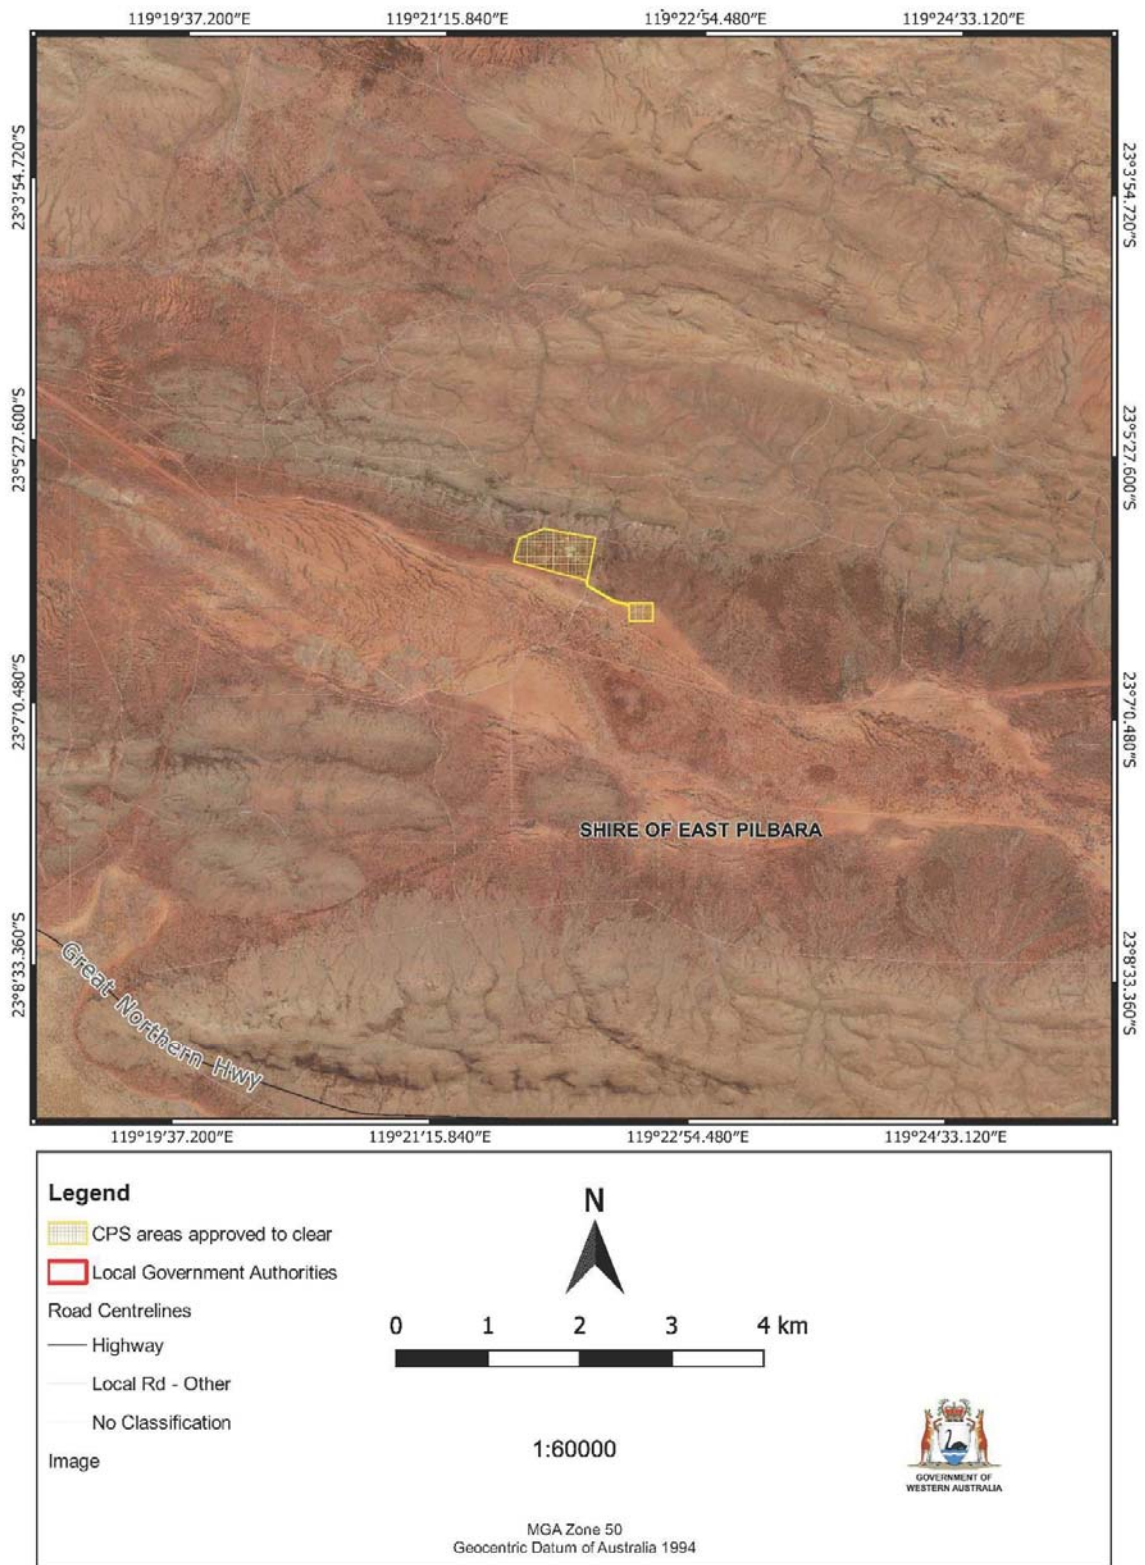 119°19'37.200"E 119°21'15.840"E 119°22'54.480"E 119°24'33.120"E
23°3'54.720"S 23°3'54.720"S
23°5'27.600"S 23°5'27.600"S
23°7'0.480"S 23°7'0.480"S
SHIRE OF EAST PILBARA
23°8'33.360"S 23°8'33.360"S
Great Northern Hwy
119°19'37.200"E 119°21'15.840"E 119°22'54.480"E 119°24'33.120"E
Legend
CPS areas approved to clear
Local Government Authorities
Road Centrelines
Highway
Local Rd - Other
No Classification
Image
N
0 1 2 3 4 km
1:60000
GOVERNMENT OF
WESTERN AUSTRALIA
MGA Zone 50
Geocentric Datum of Australia 1994